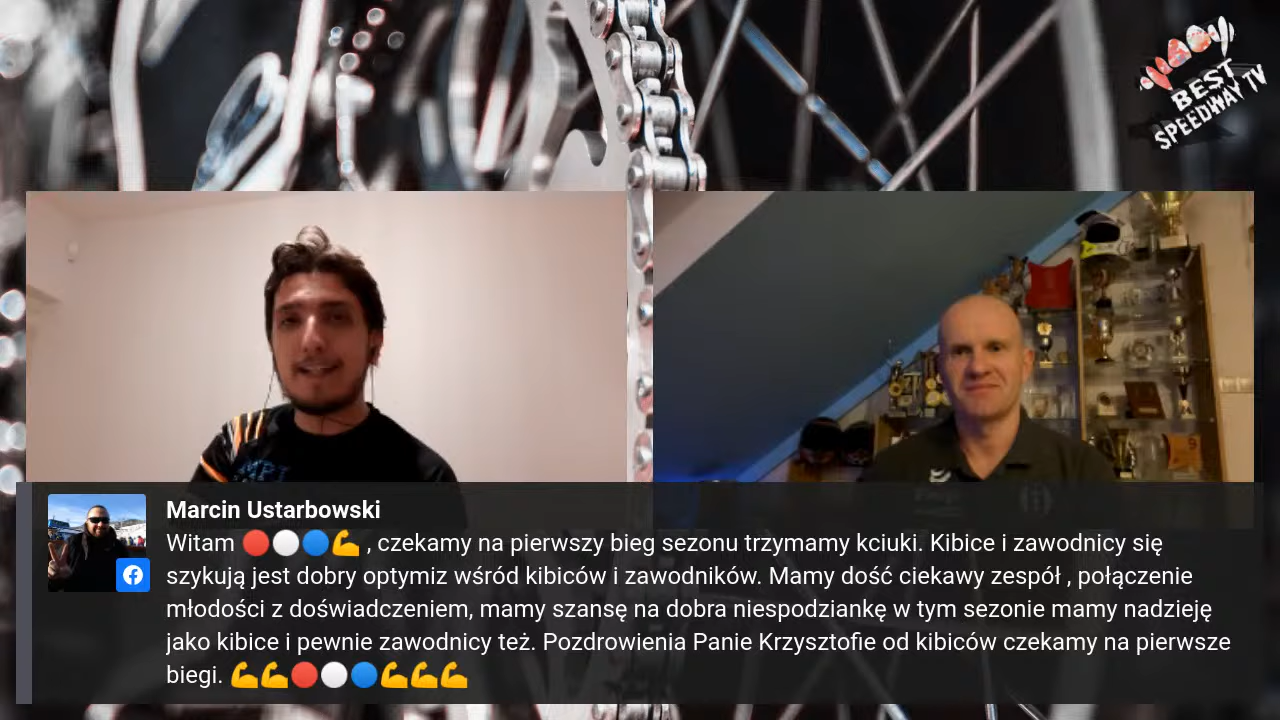 BEST
SPEEDWAY TV
Marcin Ustarbowski
Witam 🔴⚪🔵💪 , czekamy na pierwszy bieg sezonu trzymamy kciuki. Kibice i zawodnicy się
szykują jest dobry optymiz wśród kibiców i zawodników. Mamy dość ciekawy zespół , połączenie
młodości z doświadczeniem, mamy szansę na dobra niespodziankę w tym sezonie mamy nadzieję
jako kibice i pewnie zawodnicy też. Pozdrowienia Panie Krzysztofie od kibiców czekamy na pierwsze
biegi. 💪💪🔴⚪🔵💪💪💪